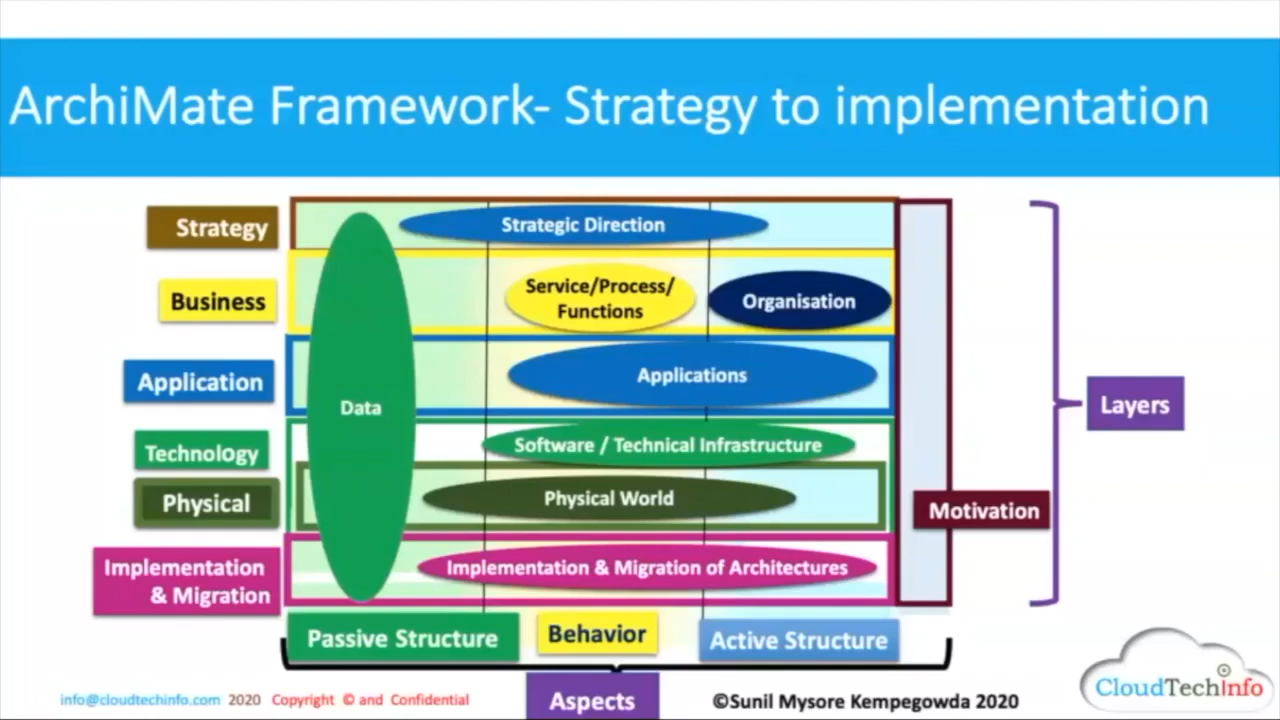 ArchiMate Framework- Strategy to implementation
Strategy
Strategic Direction
Business
Service/Process/
Functions
Organisation
Application
Applications
Data
Layers
Technology
Software / Technical Infrastructure
Physical
Physical World
Motivation
Implementation
& Migration
Implementation & Migration of Architectures
Passive Structure
Behavior
Active Structure
Aspects
info@cloudtechinfo.com 2020 Copyright © and Confidential
©Sunil Mysore Kempegowda 2020
CloudTechInfo